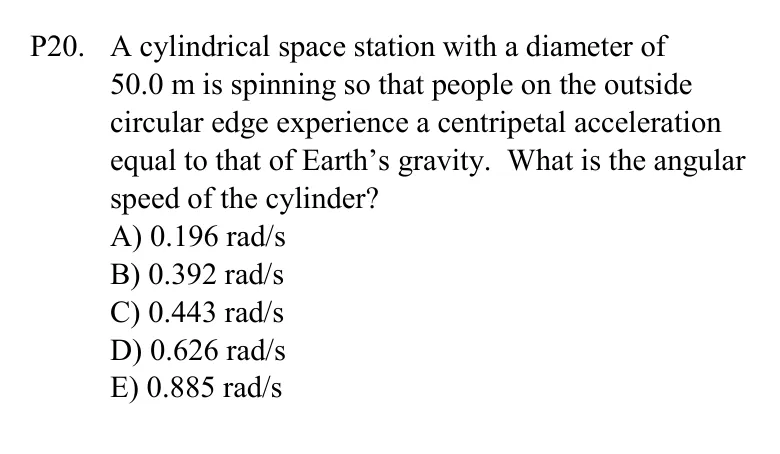 P20. A cylindrical space station with a diameter of
50.0 m is spinning so that people on the outside
circular edge experience a centripetal acceleration
equal to that of Earth's gravity. What is the angular
speed of the cylinder?
A) 0.196 rad/s
B) 0.392 rad/s
C) 0.443 rad/s
D) 0.626 rad/s
E) 0.885 rad/s